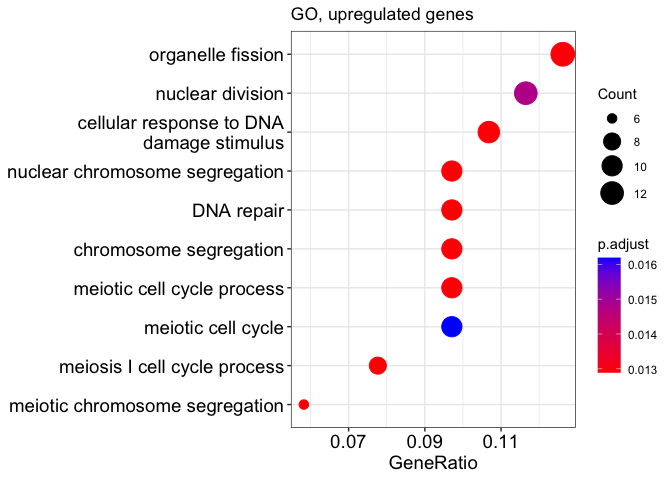 GO, upregulated genes
organelle fission
nuclear division
cellular response to DNA
damage stimulus
nuclear chromosome segregation
DNA repair
chromosome segregation
meiotic cell cycle process
meiotic cell cycle
meiosis I cell cycle process
meiotic chromosome segregation
0.07 0.09 0.11
GeneRatio
Count
6
8
10
12
p.adjust
0.016
0.015
0.014
0.013